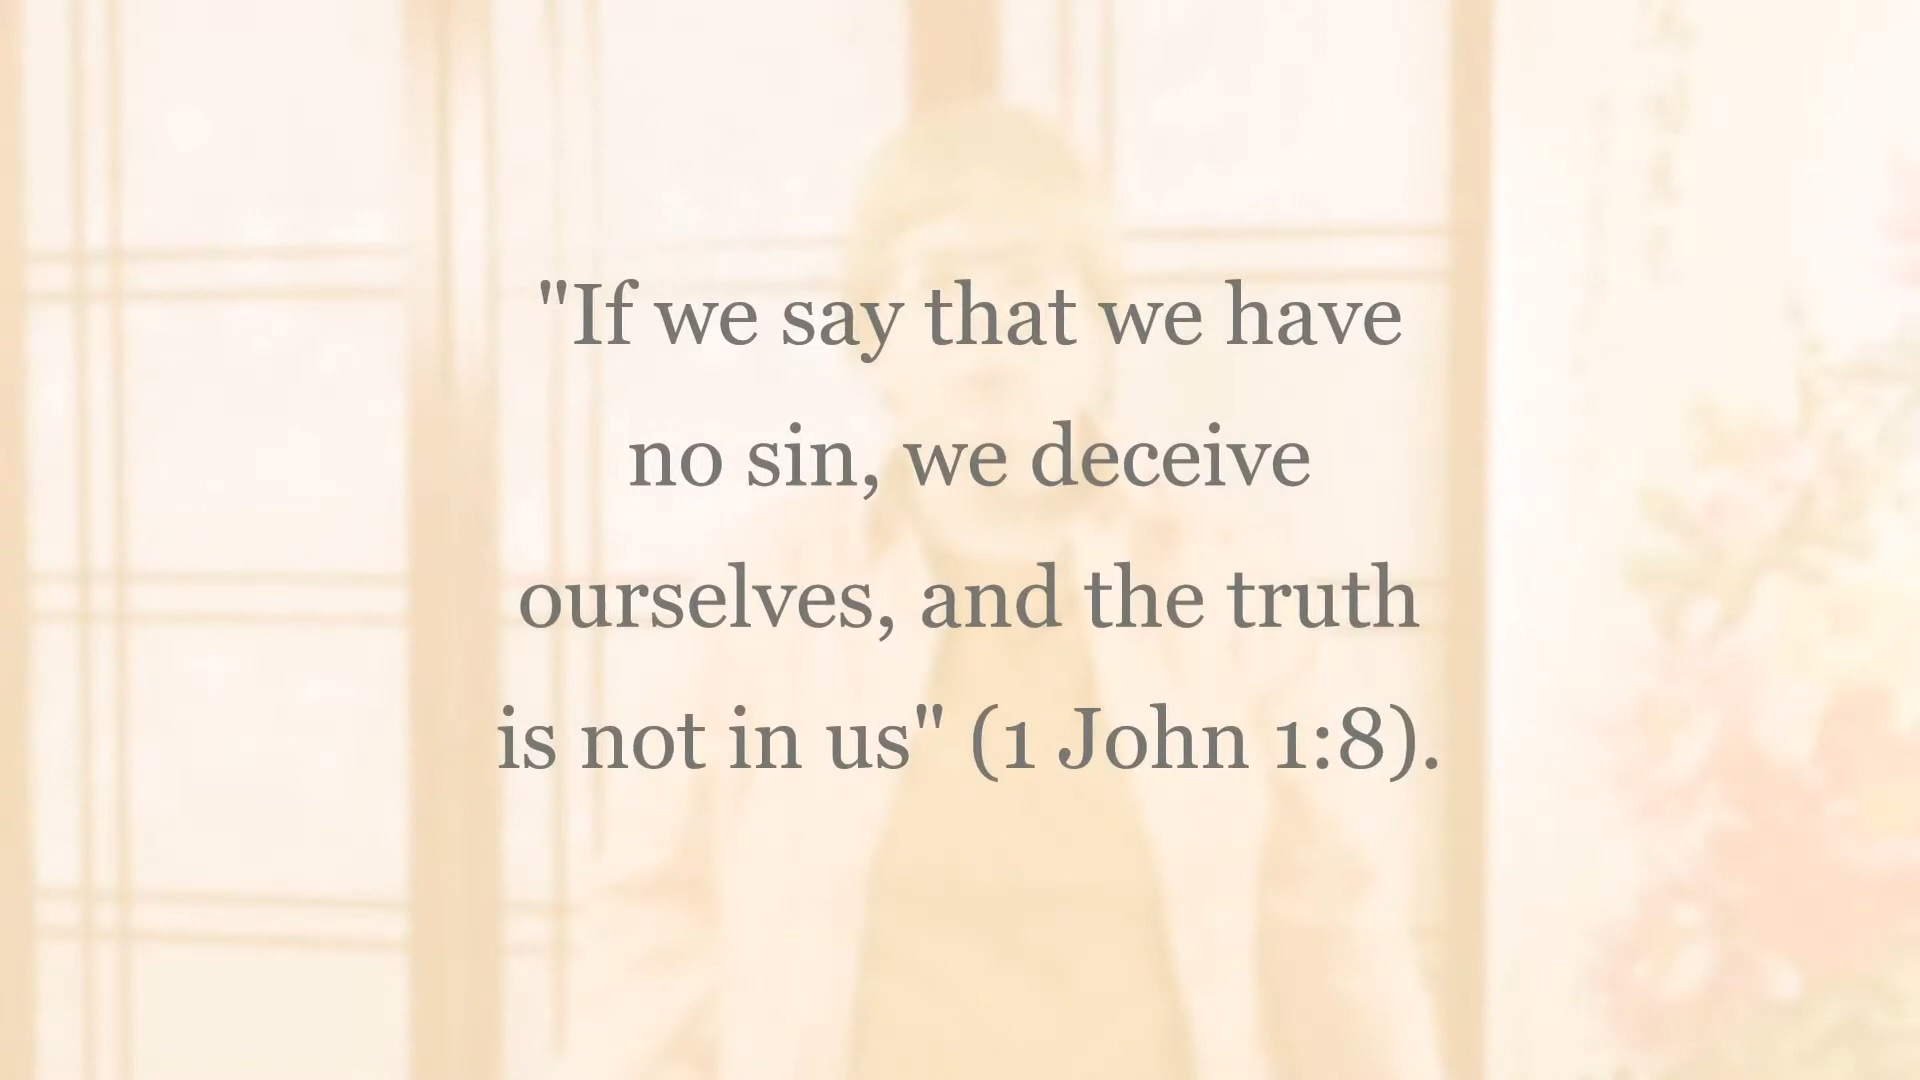 "If we say that we have
no sin, we deceive
ourselves, and the truth
is not in us" (1 John 1:8).